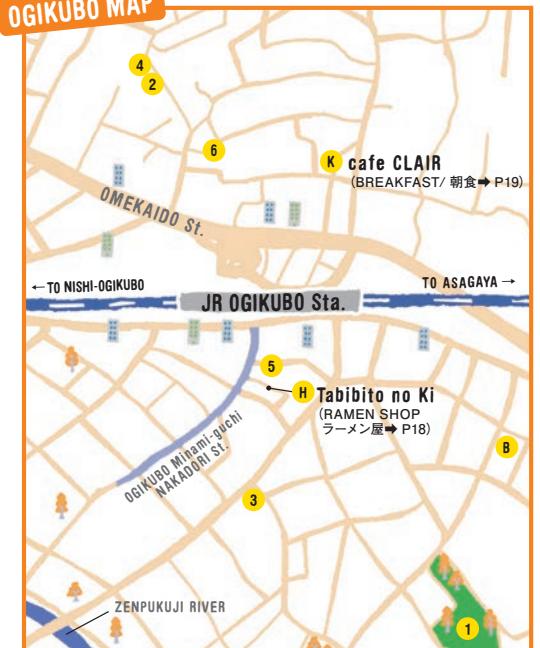 OGIKUBO MAP
4
2
6
K cafe CLAIR
(BREAKFAST/ 朝食➡ P19)
OMEKAIDO St.
←TO NISHI-OGIKUBO
TO ASAGAYA →
JR OGIKUBO Sta.
5
H Tabibito no Ki
(RAMEN SHOP
ラーメン屋➡ P18)
OGIKUBO Minami-guchi
NAKADORI St.
B
3
ZENPUKUJI RIVER
1